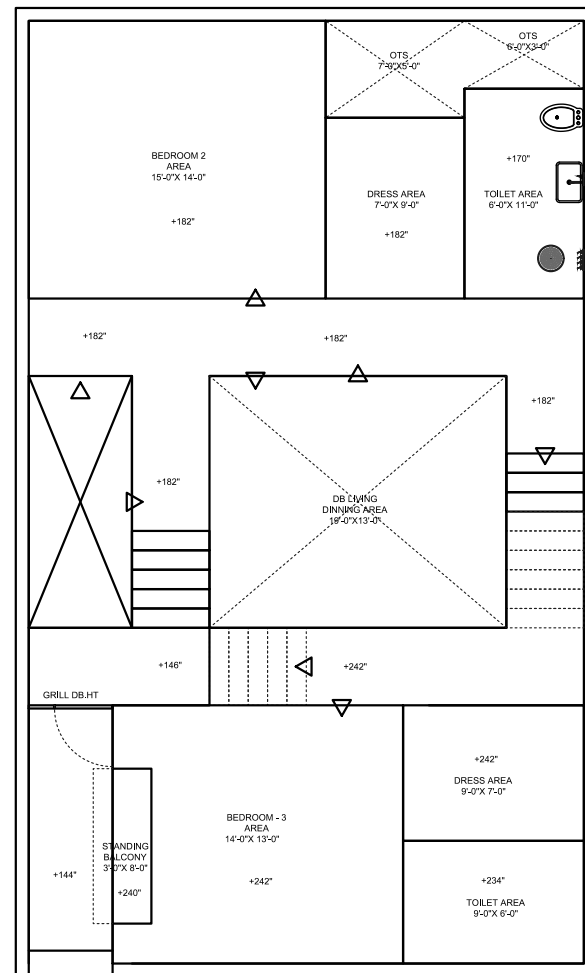 OTS
6'-0"X3'-0"
OTS
7'-0"X5'-0"
BEDROOM 2
AREA
15'-0"X 14'-0"
+182"
+170"
DRESS AREA
7'-0"X 9'-0"
+182"
TOILET AREA
6'-0"X 11'-0"
+182"
+182"
+182"
+182"
DB LIVING
DINNING AREA
19'-0"X13'-0"
+146"
+242"
GRILL DB.HT
+242"
DRESS AREA
9'-0"X 7'-0"
BEDROOM - 3
AREA
14'-0"X 13'-0"
+242"
STANDING
BALCONY
3'-0"X 8'-0"
+240"
+144"
+234"
TOILET AREA
9'-0"X 6'-0"